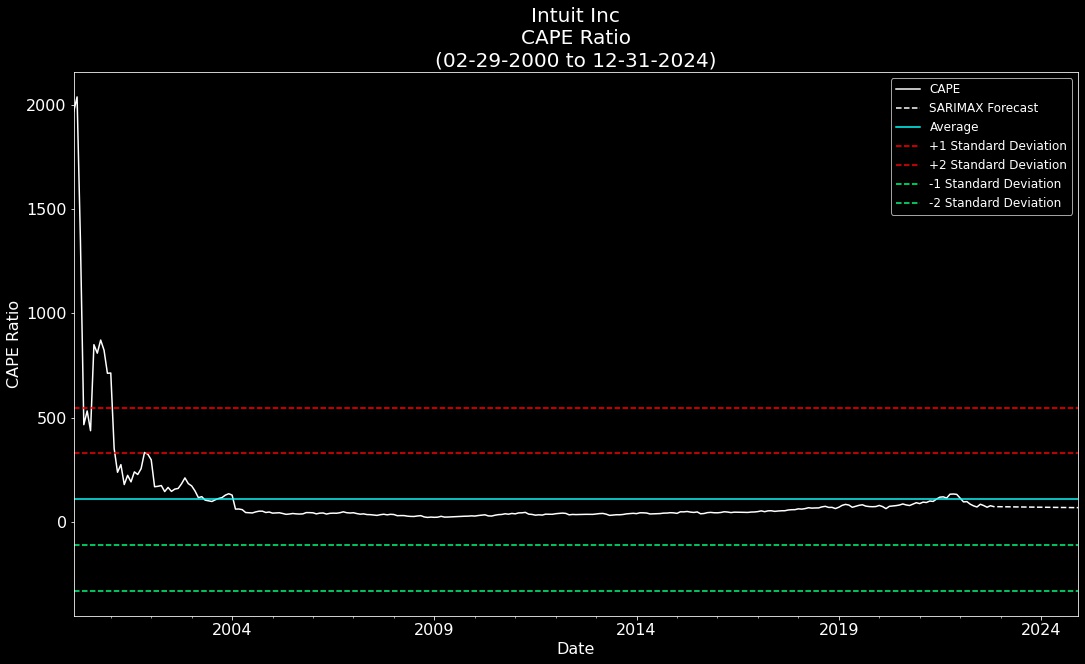 Intuit Inc
CAPE Ratio
(02-29-2000 to 12-31-2024)
CAPE
SARIMAX Forecast
Average
+1 Standard Deviation
+2 Standard Deviation
-1 Standard Deviation
-2 Standard Deviation
CAPE Ratio
2000
1500
1000
500
0
2004
2009
2014
2019
2024
Date